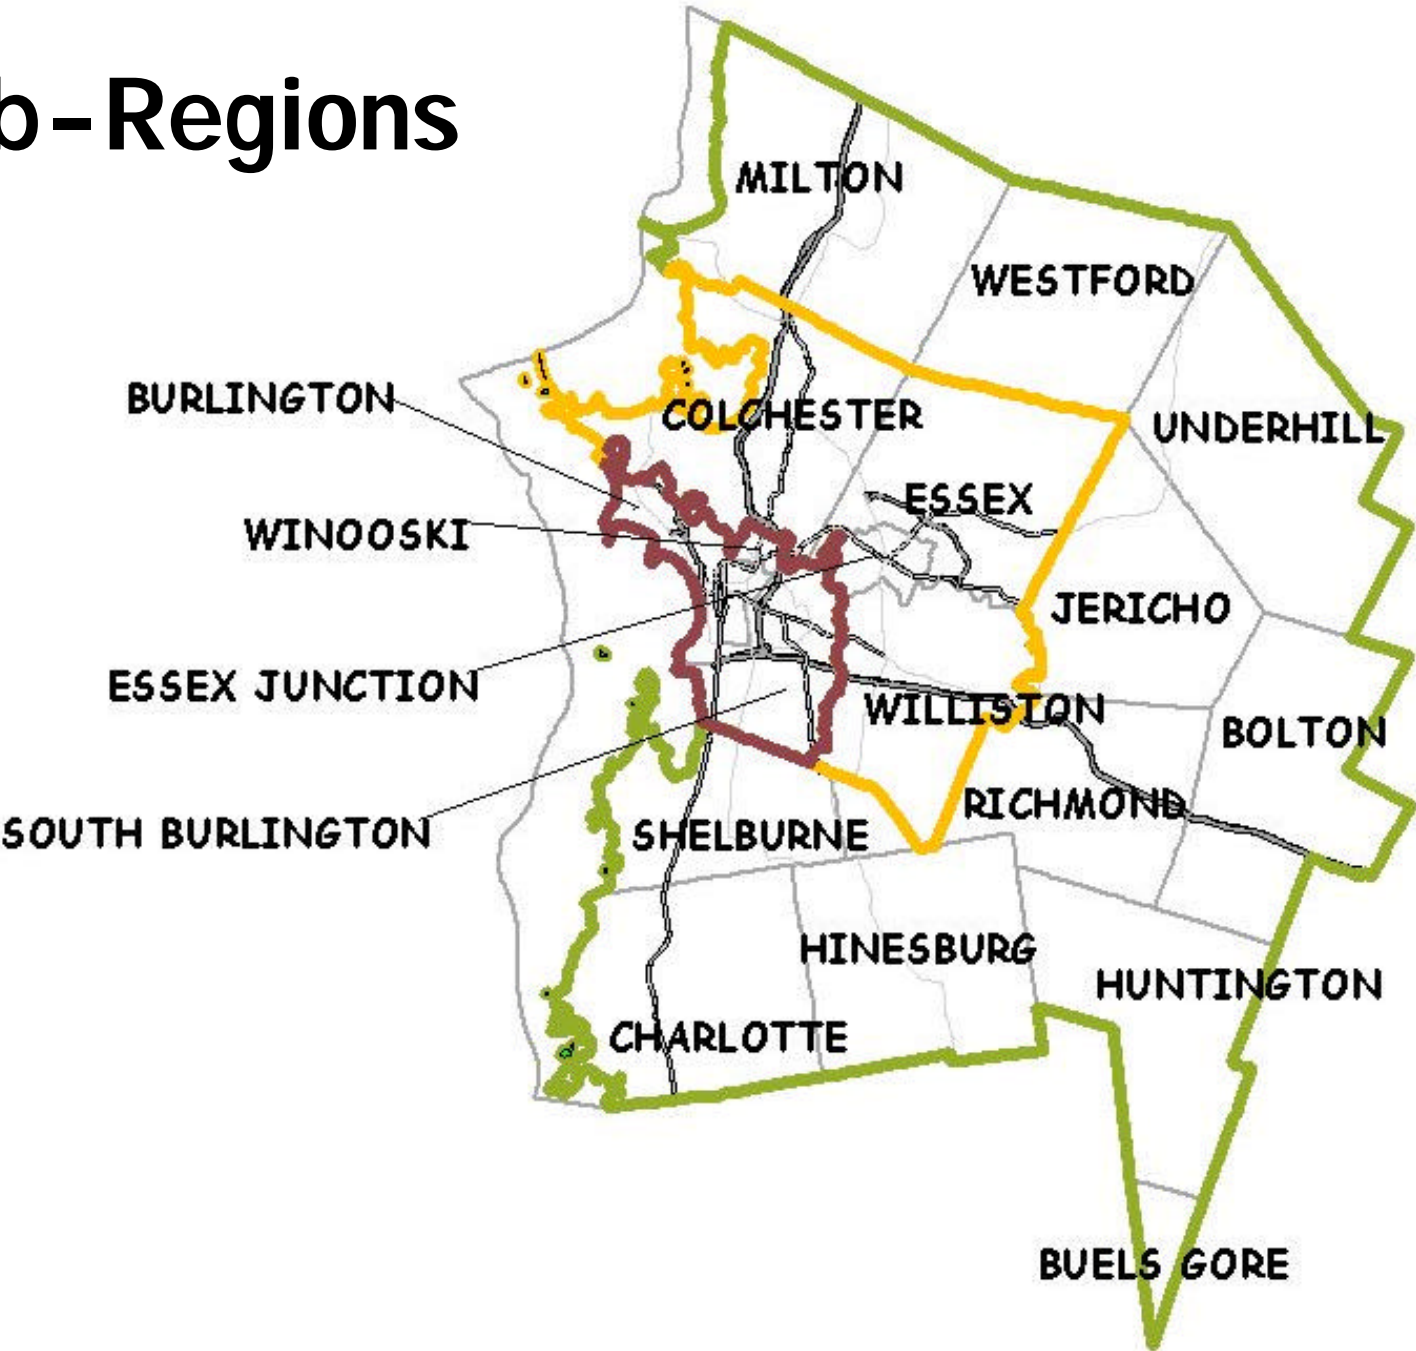 b-Regions
MILTON
WESTFORD
BURLINGTON
COLCHESTER
UNDERHILL
ESSEX
WINOOSKI
JERICHO
ESSEX JUNCTION
WILLISTON
BOLTON
RICHMOND
SOUTH BURLINGTON
SHELBURNE
HINESBURG
HUNTINGTON
CHARLOTTE
BUELS GORE